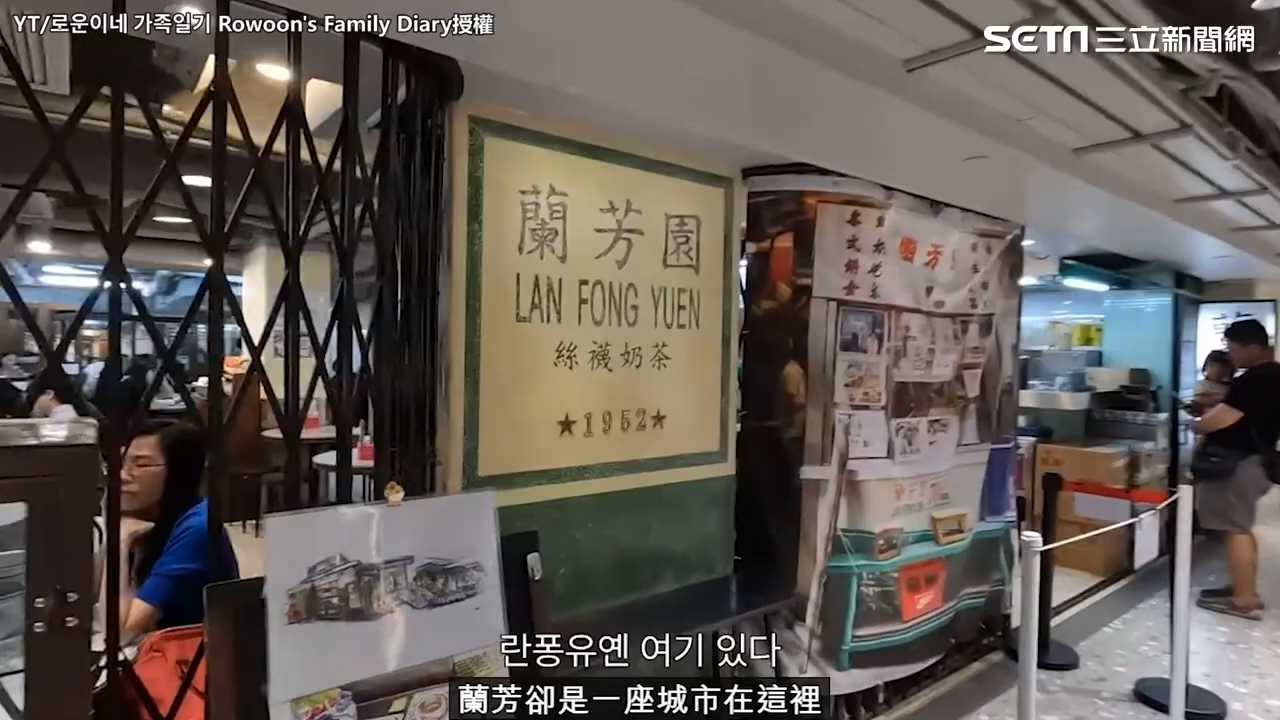 YT/로운이네 가족일기 Rowoon's Family Diary授權
SETN三立新聞網
蘭芳園
LAN FONG YUEN
絲襪奶茶
★1952★
란퐁유옌 여기 있다
蘭芳卻是一座城市在這裡